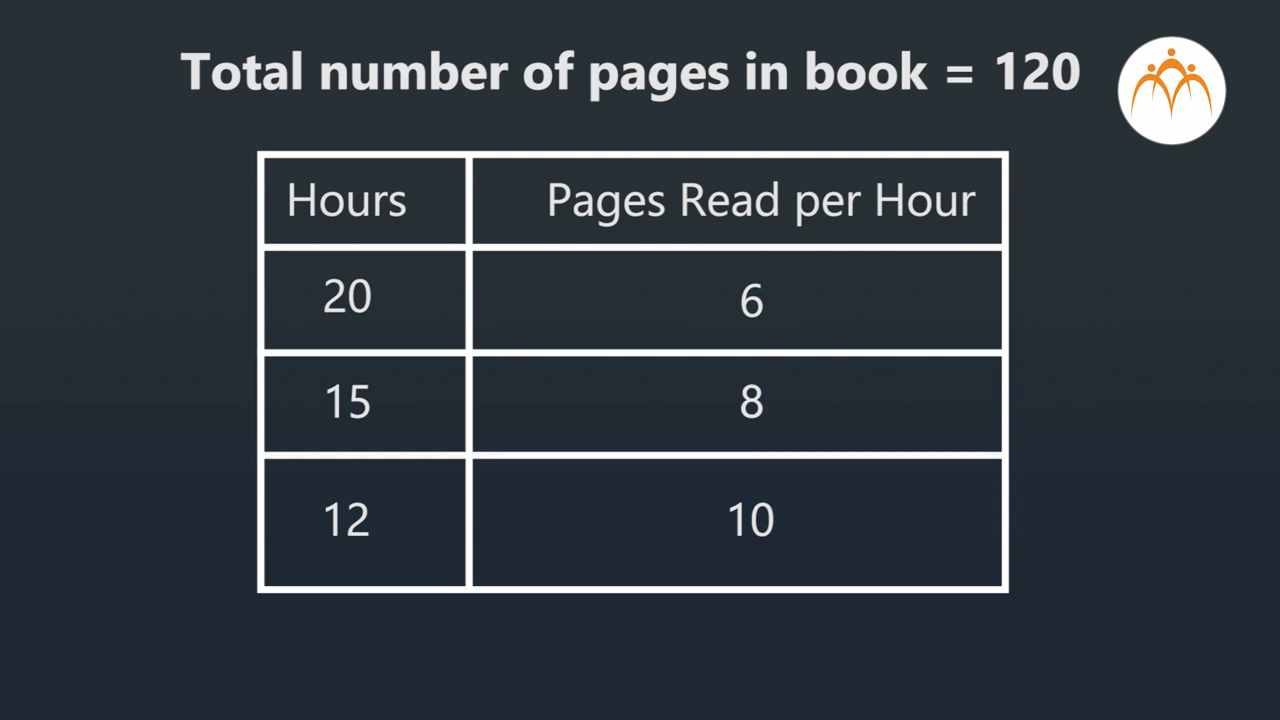 Total number of pages in book = 120
Hours Pages Read per Hour
20 6
15 8
12 10